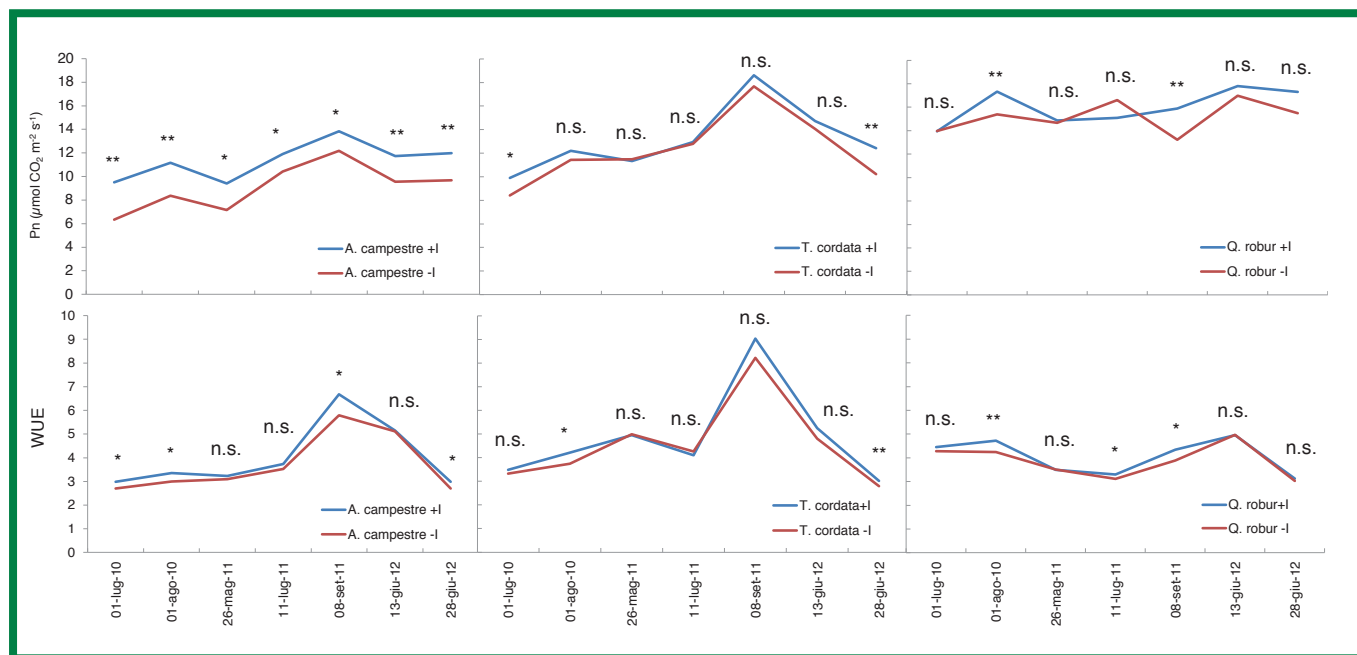 20
18
16
14
12
10
8
6
4
2
0
Pn (µmol CO₂ m⁻² s⁻¹)
** ** * * * ** **
A. campestre +I
A. campestre -I
* n.s. n.s. n.s. n.s. n.s. **
T. cordata +I
T. cordata -I
n.s. ** n.s. n.s. ** n.s. n.s.
Q. robur +I
Q. robur -I
10
9
8
7
6
5
4
3
2
1
0
WUE
* * n.s. n.s. * n.s. *
A. campestre +I
A. campestre -I
n.s. * n.s. n.s. n.s. n.s. **
T. cordata+I
T. cordata -I
n.s. ** n.s. * * n.s. n.s.
Q. robur+I
Q. robur -I
01-lug-10
01-ago-10
26-mag-11
11-lug-11
08-set-11
13-giu-12
28-giu-12
01-lug-10
01-ago-10
26-mag-11
11-lug-11
08-set-11
13-giu-12
28-giu-12
01-lug-10
01-ago-10
26-mag-11
11-lug-11
08-set-11
13-giu-12
28-giu-12